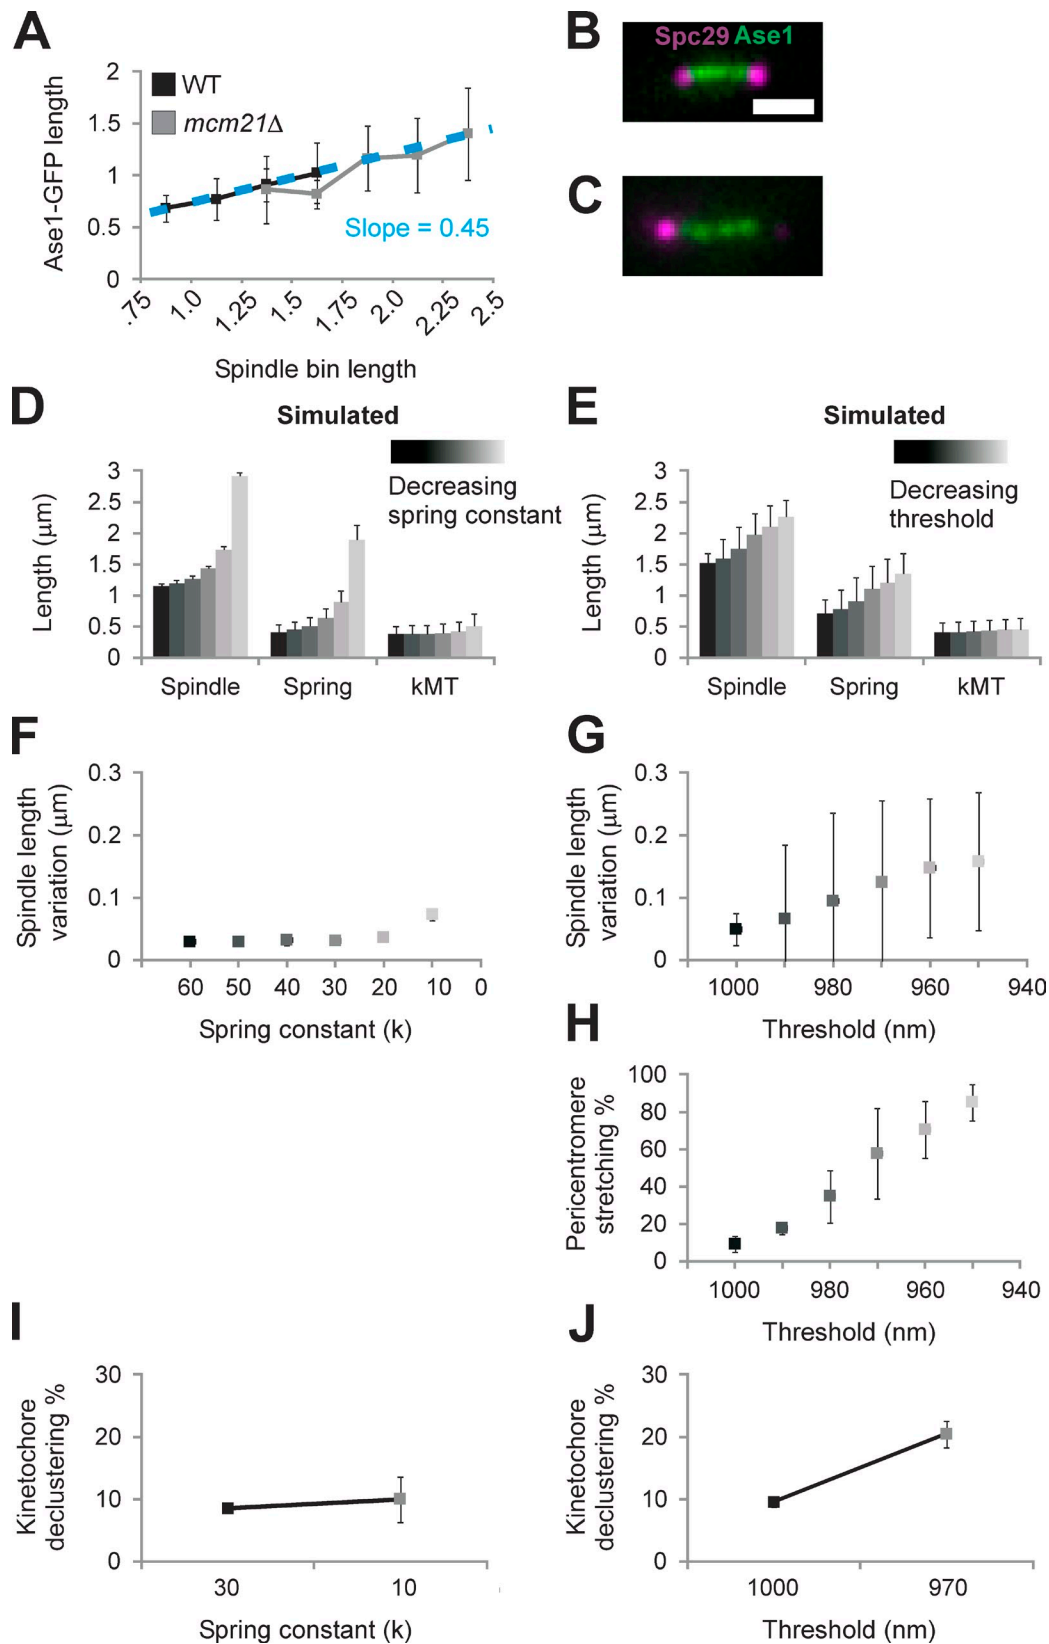 A
Ase1-GFP length
2
1.5
1
0.5
0
WT
mcm21Δ
Slope = 0.45
.75
1.0
1.25
1.5
1.75
2.0
2.25
2.5
Spindle bin length
B
Spc29 Ase1
C
D
Simulated
Decreasing
spring constant
Length (μm)
3
2.5
2
1.5
1
0.5
0
Spindle
Spring
kMT
E
Simulated
Decreasing
threshold
Length (μm)
3
2.5
2
1.5
1
0.5
0
Spindle
Spring
kMT
F
Spindle length
variation (μm)
0.3
0.2
0.1
0
60
50
40
30
20
10
0
Spring constant (k)
G
Spindle length
variation (μm)
0.3
0.2
0.1
0
1000
980
960
940
Threshold (nm)
H
Pericentromere
stretching %
100
80
60
40
20
0
1000
980
960
940
Threshold (nm)
I
Kinetochore
declustering %
30
20
10
0
30
10
Spring constant (k)
J
Kinetochore
declustering %
30
20
10
0
1000
970
Threshold (nm)